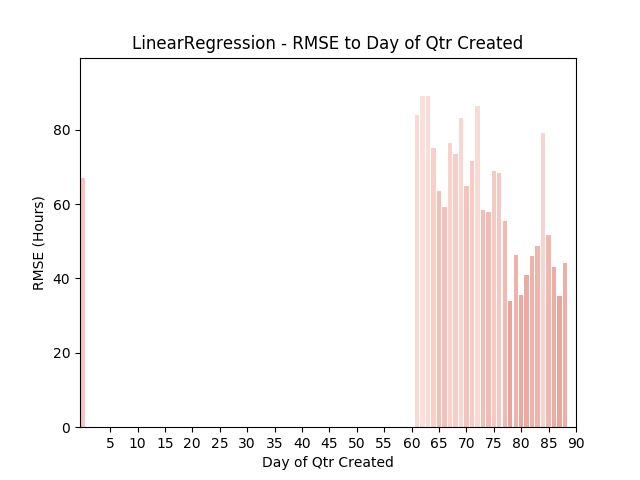 LinearRegression - RMSE to Day of Qtr Created
80
60
40
20
0
RMSE (Hours)
5 10 15 20 25 30 35 40 45 50 55 60 65 70 75 80 85 90
Day of Qtr Created